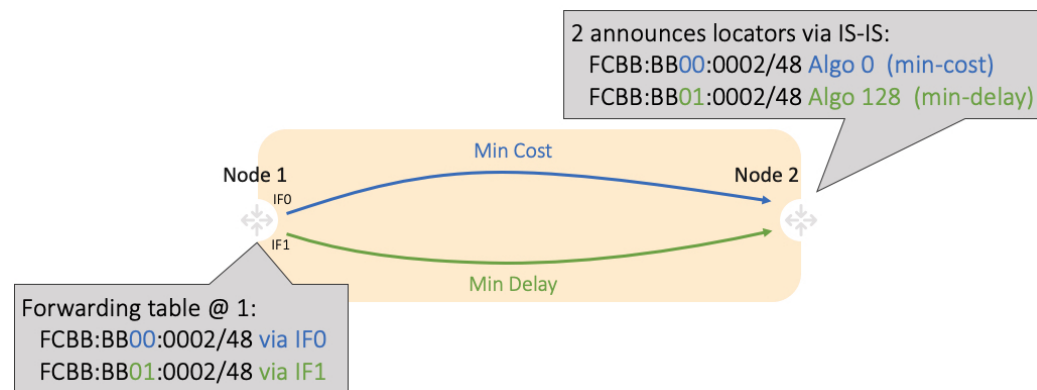 2 announces locators via IS-IS:
FCBB:BB00:0002/48 Algo 0 (min-cost)
FCBB:BB01:0002/48 Algo 128 (min-delay)
Min Cost
Node 1
Node 2
IF0
IF1
Min Delay
Forwarding table @ 1:
FCBB:BB00:0002/48 via IF0
FCBB:BB01:0002/48 via IF1